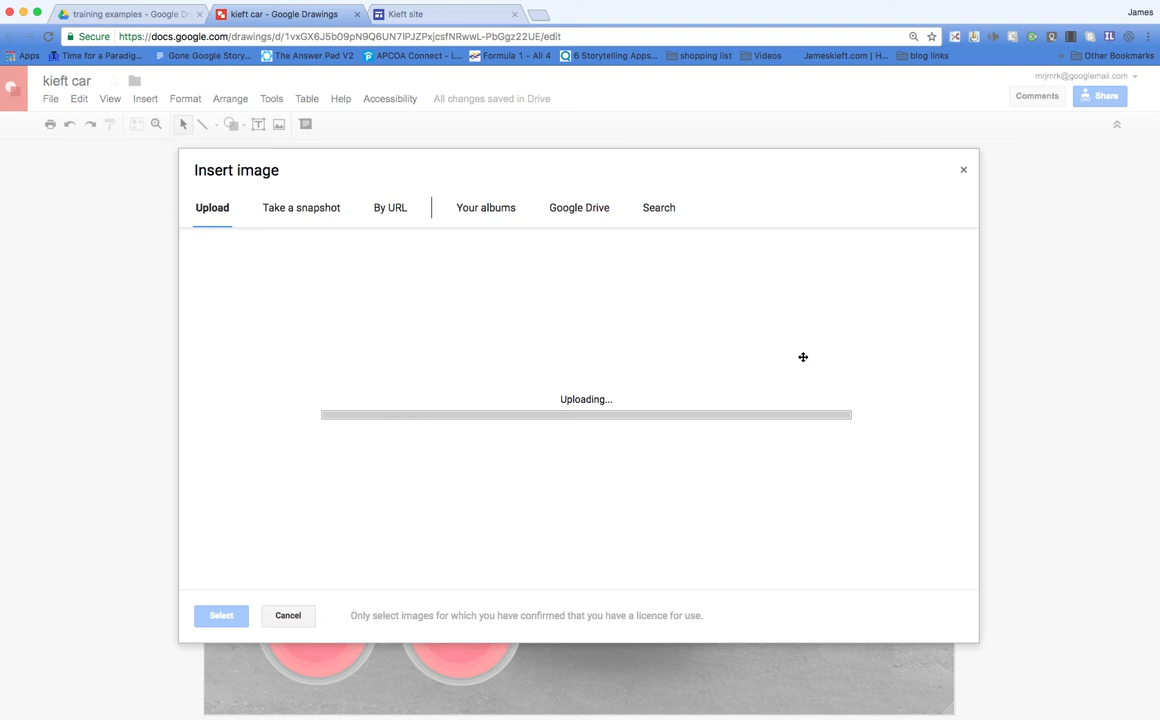 training examples - Google Dr
kieft car - Google Drawings
Kieft site
James
Secure
https://docs.google.com/drawings/d/1vxGX6J5b09pN9Q6UN7IPJZPxjcsfNRwwL-PbGgz22UE/edit
Apps
Time for a Paradig...
Gone Google Story...
The Answer Pad V2
APCOA Connect - L...
Formula 1 - All 4
6 Storytelling Apps...
shopping list
Videos
Jameskieft.com | H...
blog links
Other Bookmarks
kieft car
mrjmrk@googlemail.com
File Edit View Insert Format Arrange Tools Table Help Accessibility All changes saved in Drive
Comments
Share
Insert image
Upload Take a snapshot By URL Your albums Google Drive Search
Uploading...
Select Cancel Only select images for which you have confirmed that you have a licence for use.